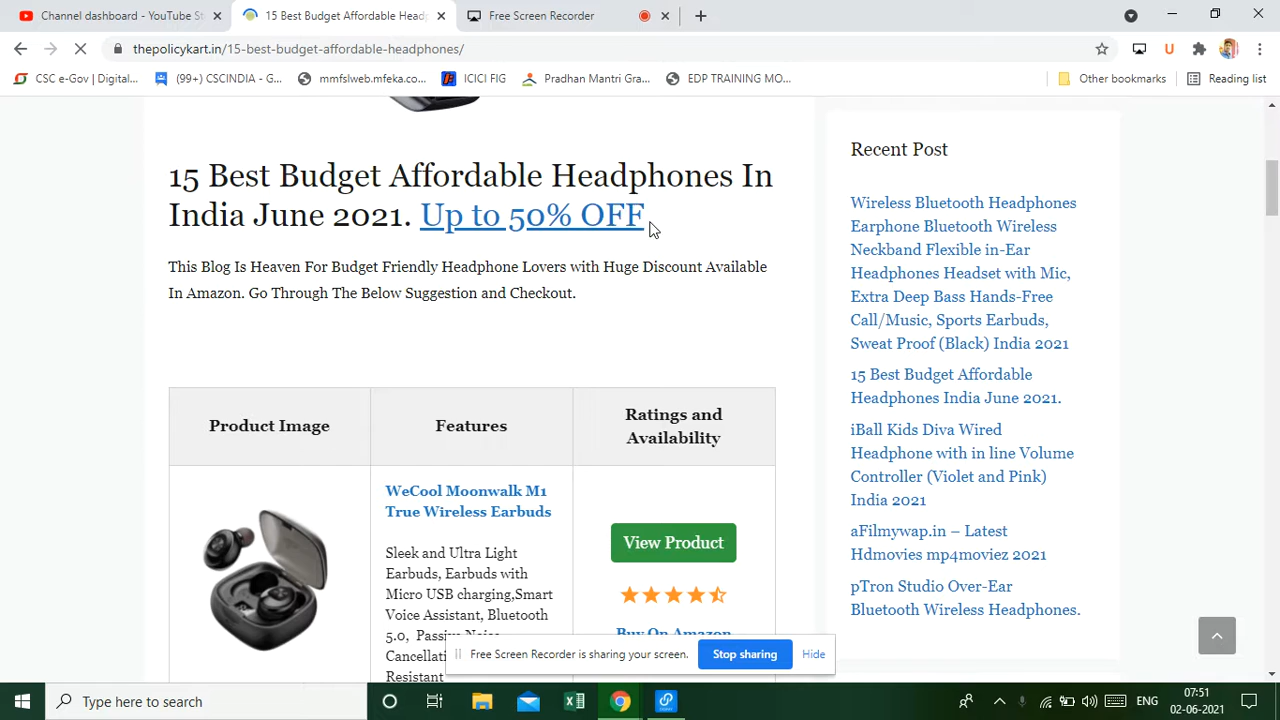 Channel dashboard - YouTube St
15 Best Budget Affordable Head
Free Screen Recorder
thepolicykart.in/15-best-budget-affordable-headphones/
CSC e-Gov | Digital...
(99+) CSCINDIA - G...
mmfslweb.mfeka.co...
ICICI FIG
Pradhan Mantri Gra...
EDP TRAINING MO...
Other bookmarks
Reading list
15 Best Budget Affordable Headphones In
India June 2021. Up to 50% OFF
This Blog Is Heaven For Budget Friendly Headphone Lovers with Huge Discount Available
In Amazon. Go Through The Below Suggestion and Checkout.
Product Image
Features
Ratings and
Availability
WeCool Moonwalk M1
True Wireless Earbuds
Sleek and Ultra Light
Earbuds, Earbuds with
Micro USB charging,Smart
Voice Assistant, Bluetooth
5.0, Passive Noise
Cancellati
Resistant
View Product
Buy On Amazon
Recent Post
Wireless Bluetooth Headphones
Earphone Bluetooth Wireless
Neckband Flexible in-Ear
Headphones Headset with Mic,
Extra Deep Bass Hands-Free
Call/Music, Sports Earbuds,
Sweat Proof (Black) India 2021
15 Best Budget Affordable
Headphones India June 2021.
iBall Kids Diva Wired
Headphone with in line Volume
Controller (Violet and Pink)
India 2021
aFilmywap.in – Latest
Hdmovies mp4moviez 2021
pTron Studio Over-Ear
Bluetooth Wireless Headphones.
Free Screen Recorder is sharing your screen.
Stop sharing
Hide
Type here to search
ENG
07:51
02-06-2021